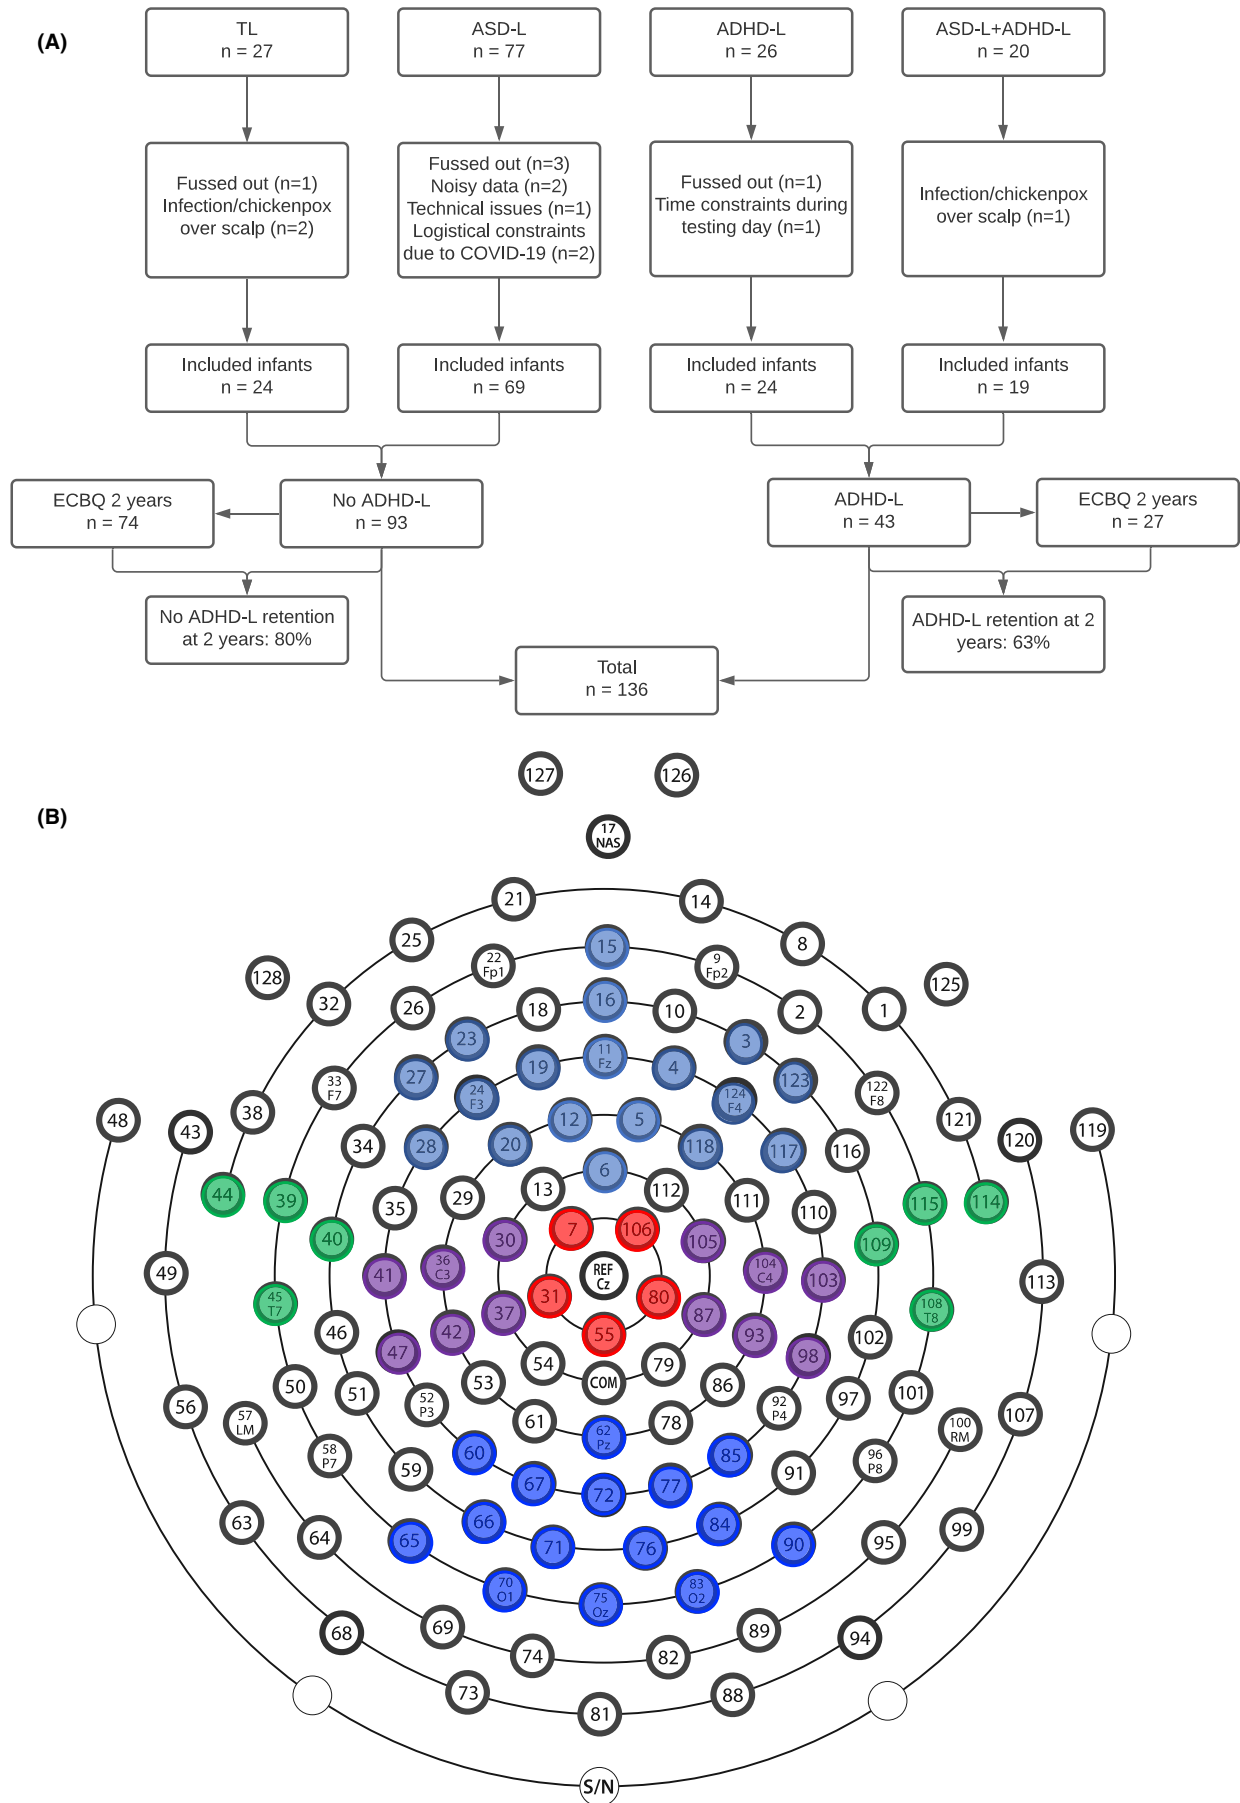 (A)
TL
n = 27
ASD-L
n = 77
ADHD-L
n = 26
ASD-L+ADHD-L
n = 20
Fussed out (n=1)
Infection/chickenpox
over scalp (n=2)
Fussed out (n=3)
Noisy data (n=2)
Technical issues (n=1)
Logistical constraints
due to COVID-19 (n=2)
Fussed out (n=1)
Time constraints during
testing day (n=1)
Infection/chickenpox
over scalp (n=1)
Included infants
n = 24
Included infants
n = 69
Included infants
n = 24
Included infants
n = 19
ECBQ 2 years
n = 74
No ADHD-L
n = 93
ADHD-L
n = 43
ECBQ 2 years
n = 27
No ADHD-L retention
at 2 years: 80%
ADHD-L retention at 2
years: 63%
Total
n = 136
(B)
127
126
17
NAS
21
14
25
8
15
22
Fp1
9
Fp2
128
125
32
26
18
16
10
2
1
23
3
27
19
11
Fz
4
123
33
F7
24
F3
124
F4
122
F8
48
43
38
34
28
20
12
5
118
117
116
121
120
119
44
39
35
29
13
6
112
111
110
115
114
40
30
7
106
105
109
49
41
36
C3
REF
Cz
104
C4
103
113
45
T7
31
80
108
T8
46
47
42
37
55
87
93
98
102
50
51
53
54
COM
79
86
97
101
56
57
LM
52
P3
61
78
92
P4
107
100
RM
58
P7
59
60
62
Pz
85
91
96
P8
67
72
77
63
64
65
66
71
76
84
90
95
99
70
O1
75
Oz
83
O2
68
69
74
82
89
94
73
81
88
S/N